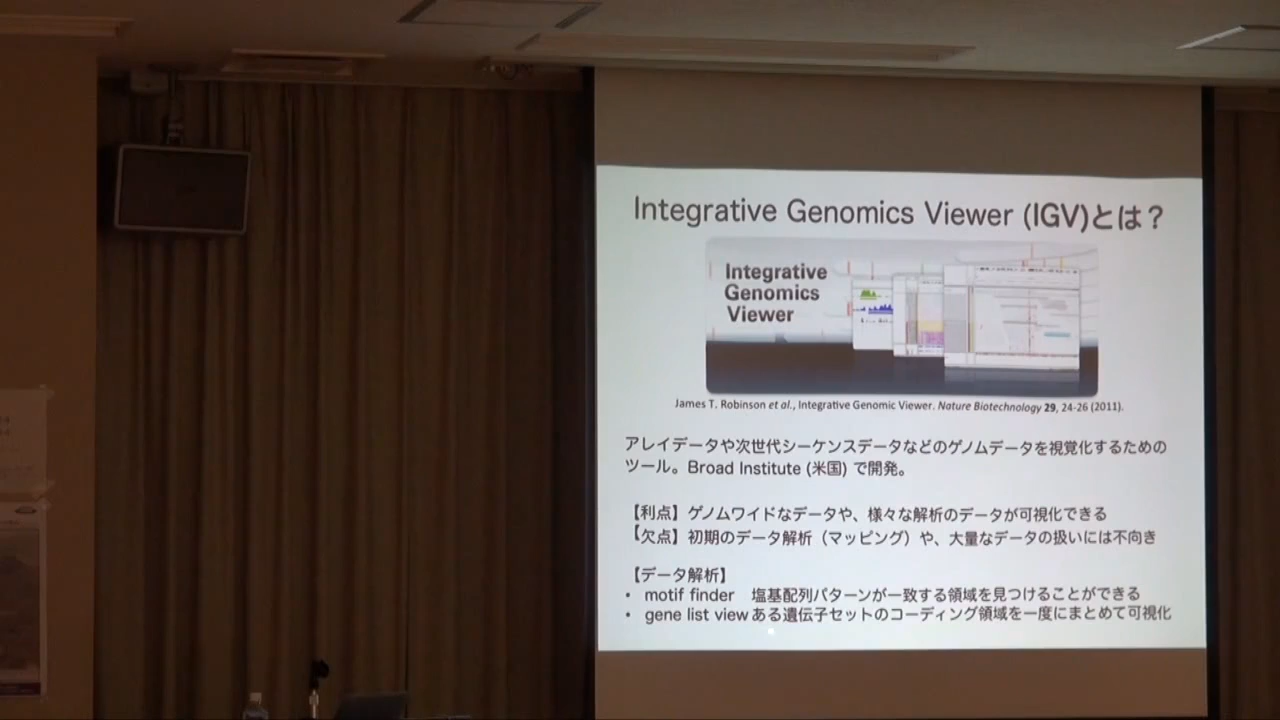 Integrative Genomics Viewer (IGV)とは？
Integrative
Genomics
Viewer
James T. Robinson et al., Integrative Genomic Viewer. Nature Biotechnology 29, 24-26 (2011).
アレイデータや次世代シーケンスデータなどのゲノムデータを視覚化するための
ツール。Broad Institute (米国) で開発。
【利点】ゲノムワイドなデータや、様々な解析のデータが可視化できる
【欠点】初期のデータ解析（マッピング）や、大量なデータの扱いには不向き
【データ解析】
• motif finder　塩基配列パターンが一致する領域を見つけることができる
• gene list view ある遺伝子セットのコーディング領域を一度にまとめて可視化